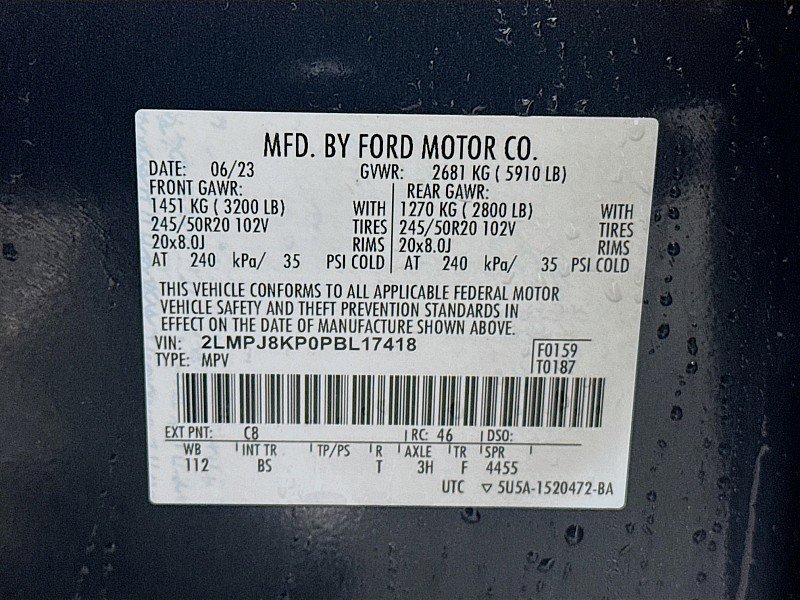 MFD. BY FORD MOTOR CO.
DATE: 06/23 GVWR: 2681 KG ( 5910 LB)
FRONT GAWR: REAR GAWR:
1451 KG ( 3200 LB) WITH 1270 KG ( 2800 LB) WITH
245/50R20 102V TIRES 245/50R20 102V TIRES
20x8.0J RIMS 20x8.0J RIMS
AT 240 kPa/ 35 PSI COLD AT 240 kPa/ 35 PSI COLD
THIS VEHICLE CONFORMS TO ALL APPLICABLE FEDERAL MOTOR
VEHICLE SAFETY AND THEFT PREVENTION STANDARDS IN
EFFECT ON THE DATE OF MANUFACTURE SHOWN ABOVE.
VIN: 2LMPJ8KP0PBL17418 F0159
TYPE: MPV T0187
EXT PNT: C8 RC: 46 DSO:
WB INT TR TP/PS R AXLE TR SPR
112 BS T 3H F 4455
UTC ▽ 5U5A-1520472-BA